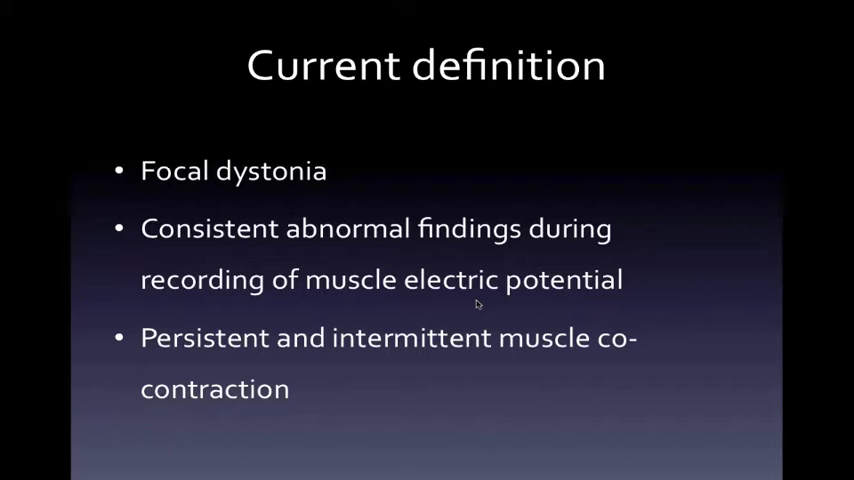 Current definition
• Focal dystonia
• Consistent abnormal findings during
recording of muscle electric potential
• Persistent and intermittent muscle co-
contraction